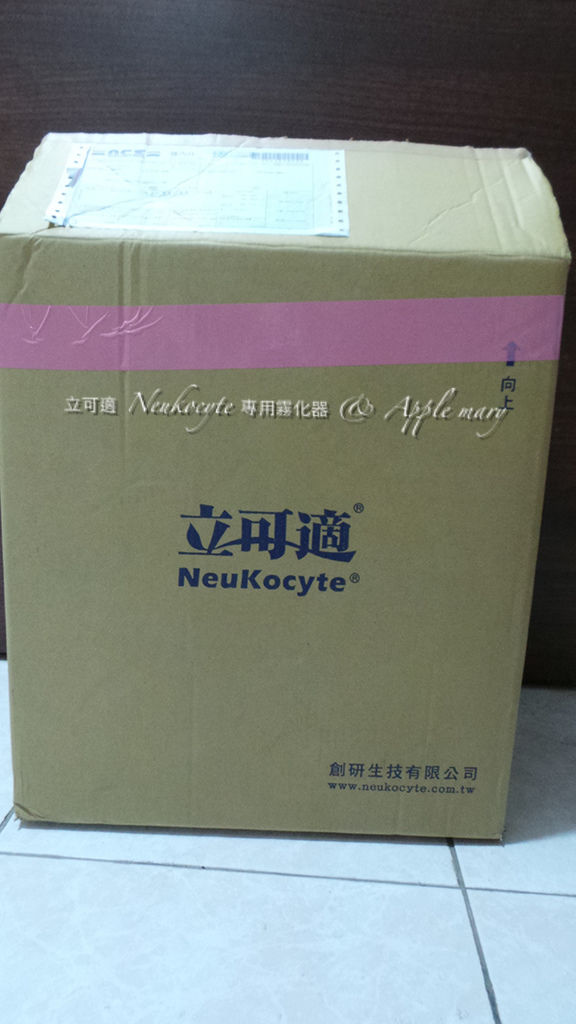 向上
立可適 Neukocyte 專用霧化器 @ Apple mary
立可適®
NeuKocyte®
創研生技有限公司
www.neukocyte.com.tw